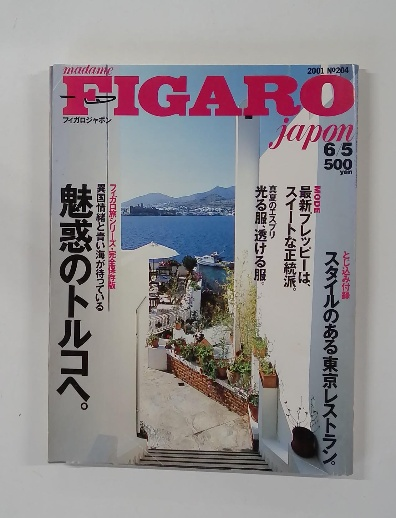 madame
FIGARO
japon
フィガロジャポン
2001 Nº204
6/5
500
yen
フィガロ旅シリーズ・完全保存版
異国情緒と青い海が待っている
魅惑のトルコへ。
MODE
最新プレッピーは、
スイートな正統派。
真夏のエスプリ
光る服、透ける服。
とじ込み付録
スタイルのある東京レストラン。